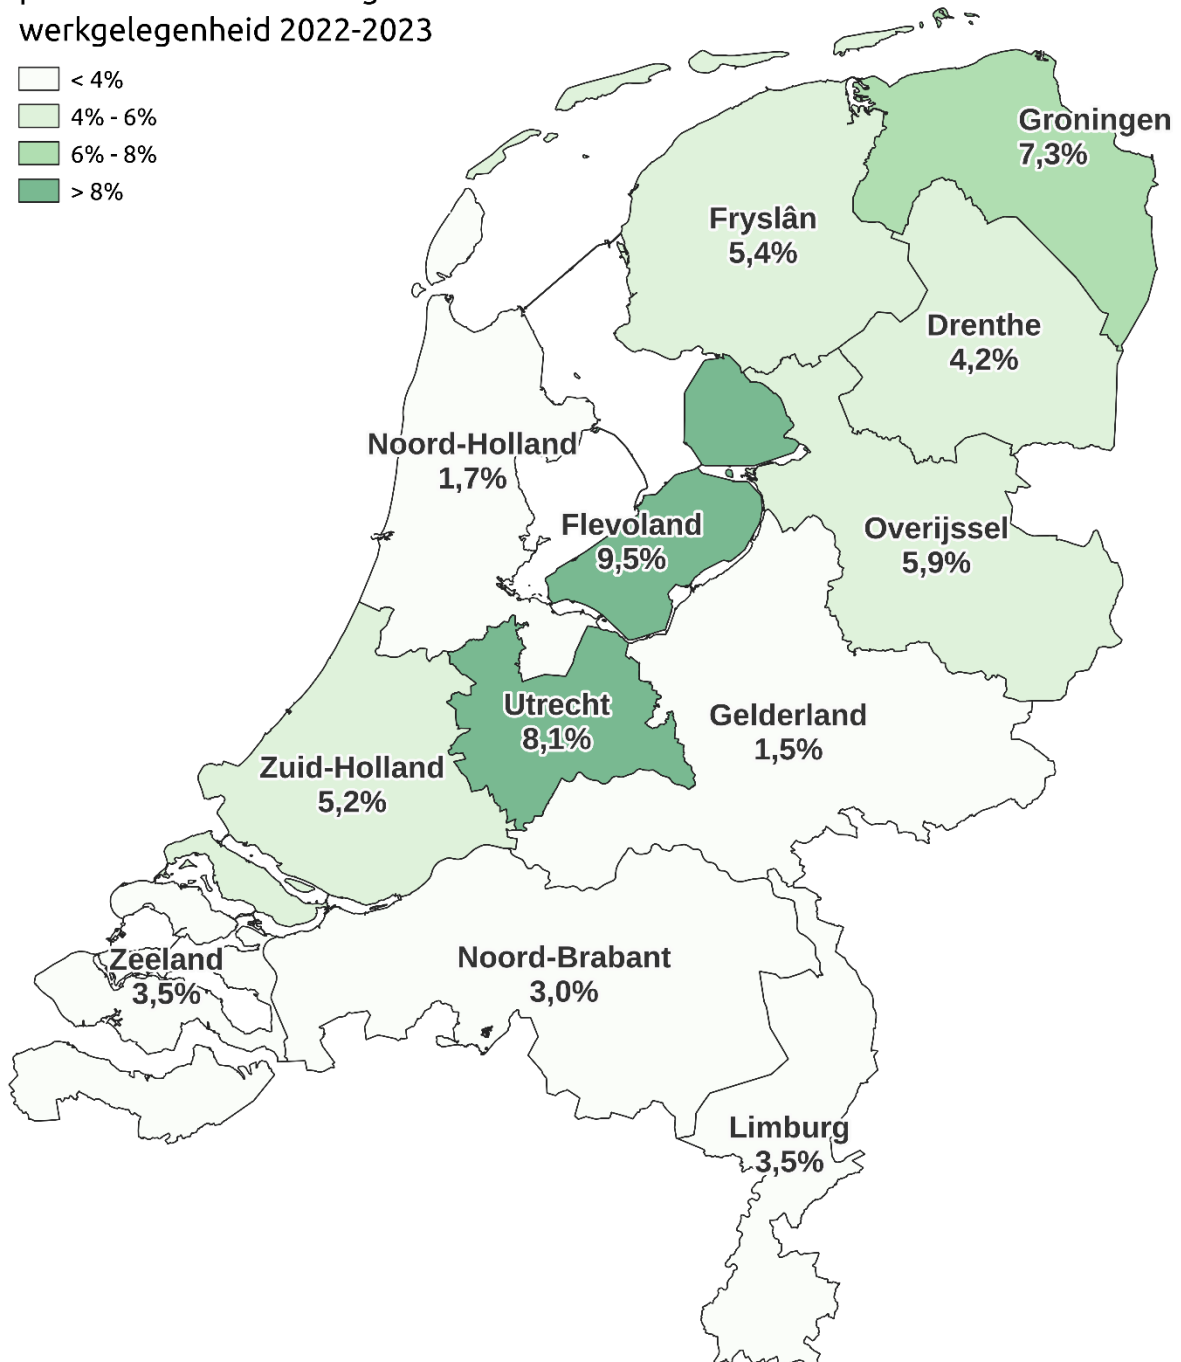 werkgelegenheid 2022-2023
< 4%
4% - 6%
6% - 8%
> 8%
Groningen
7,3%
Fryslân
5,4%
Drenthe
4,2%
Noord-Holland
1,7%
Flevoland
9,5%
Overijssel
5,9%
Utrecht
8,1%
Gelderland
1,5%
Zuid-Holland
5,2%
Zeeland
3,5%
Noord-Brabant
3,0%
Limburg
3,5%